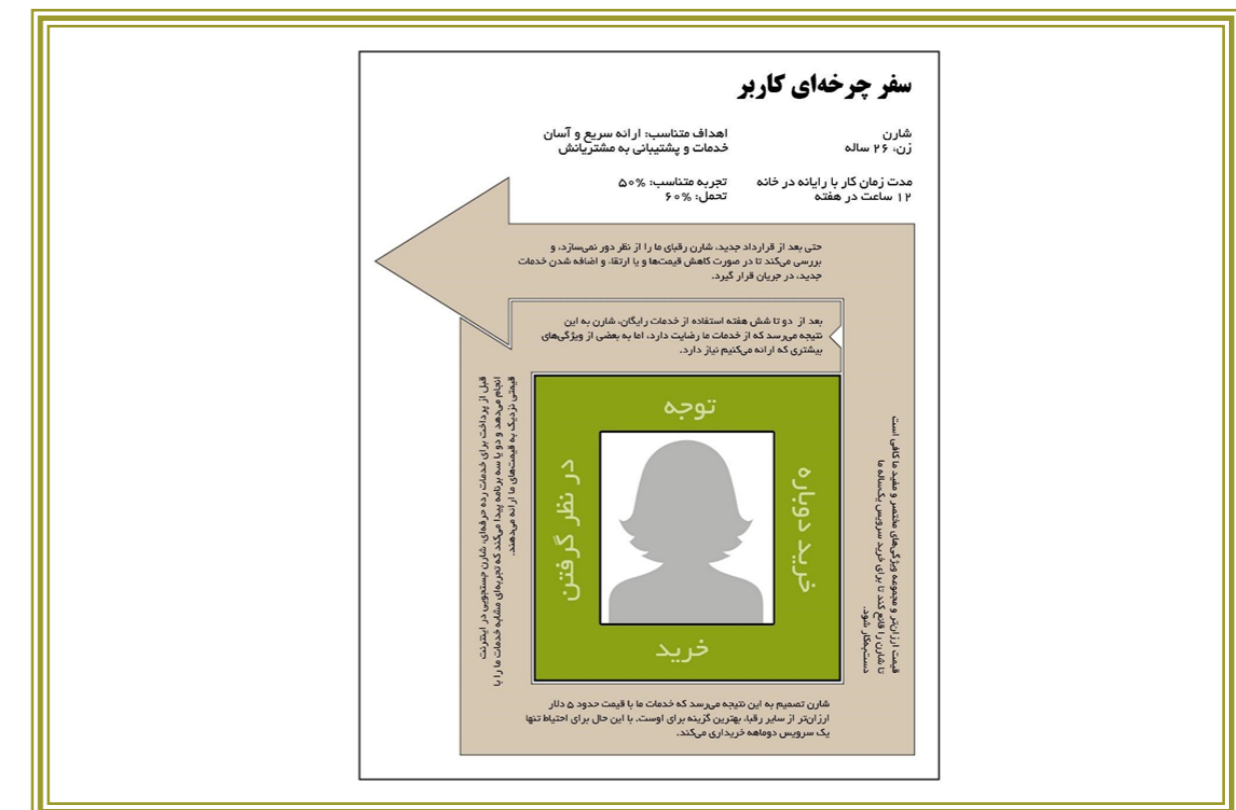 سفر چرخه‌ای کاربر
شارن
زن، ۲۶ ساله
اهداف متناسب: ارائه سریع و آسان
خدمات و پشتیبانی به مشتریانش
مدت زمان کار با رایانه در خانه
۱۲ ساعت در هفته
تجربه متناسب: ۵۰%
تحمل: ۶۰%
حتی بعد از قرارداد جدید، شارن رقبای ما را از نظر دور نمی‌سازد، و
بررسی می‌کند تا در صورت کاهش قیمت‌ها و یا ارتقا، و اضافه شدن خدمات
جدید، در جریان قرار گیرد.
بعد از دو تا شش هفته استفاده از خدمات رایگان، شارن به این
نتیجه می‌رسد که از خدمات ما رضایت دارد، اما به بعضی از ویژگی‌های
بیشتری که ارائه می‌کنیم نیاز دارد.
توجه
در نظر گرفتن
قبل از پرداخت برای خدمات رده حرفه‌ای، شارن جستجویی در اینترنت
انجام می‌دهد و دو یا سه برنامه پیدا می‌کند که تجربه‌ای مشابه خدمات ما را با
قیمتی نزدیک به قیمت‌های ما ارائه می‌دهند.
خرید
شارن تصمیم به این نتیجه می‌رسد که خدمات ما با قیمت حدود ۵ دلار
ارزان‌تر از سایر رقبا، بهترین گزینه برای اوست. با این حال برای احتیاط تنها
یک سرویس دوماهه خریداری می‌کند.
خرید دوباره
قیمت ارزان‌تر و مجموعه ویژگی‌های مختصر و مفید ما کافی است
تا شارن را قانع کند تا برای خرید سرویس یک‌ساله ما
دست‌به‌کار شود.